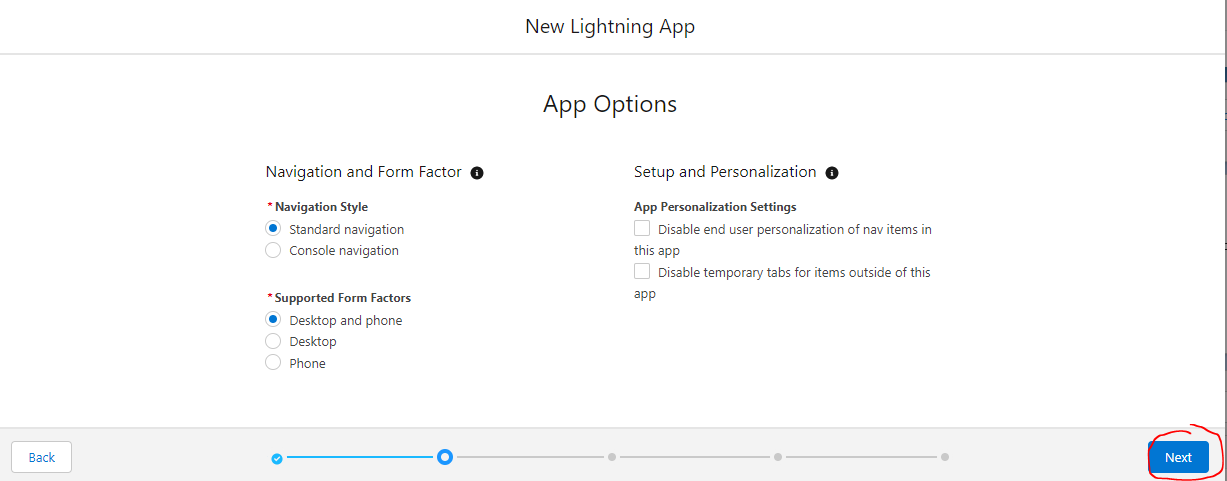 New Lightning App
App Options
Navigation and Form Factor
*Navigation Style
Standard navigation
Console navigation
*Supported Form Factors
Desktop and phone
Desktop
Phone
Setup and Personalization
App Personalization Settings
Disable end user personalization of nav items in
this app
Disable temporary tabs for items outside of this
app
Back
Next